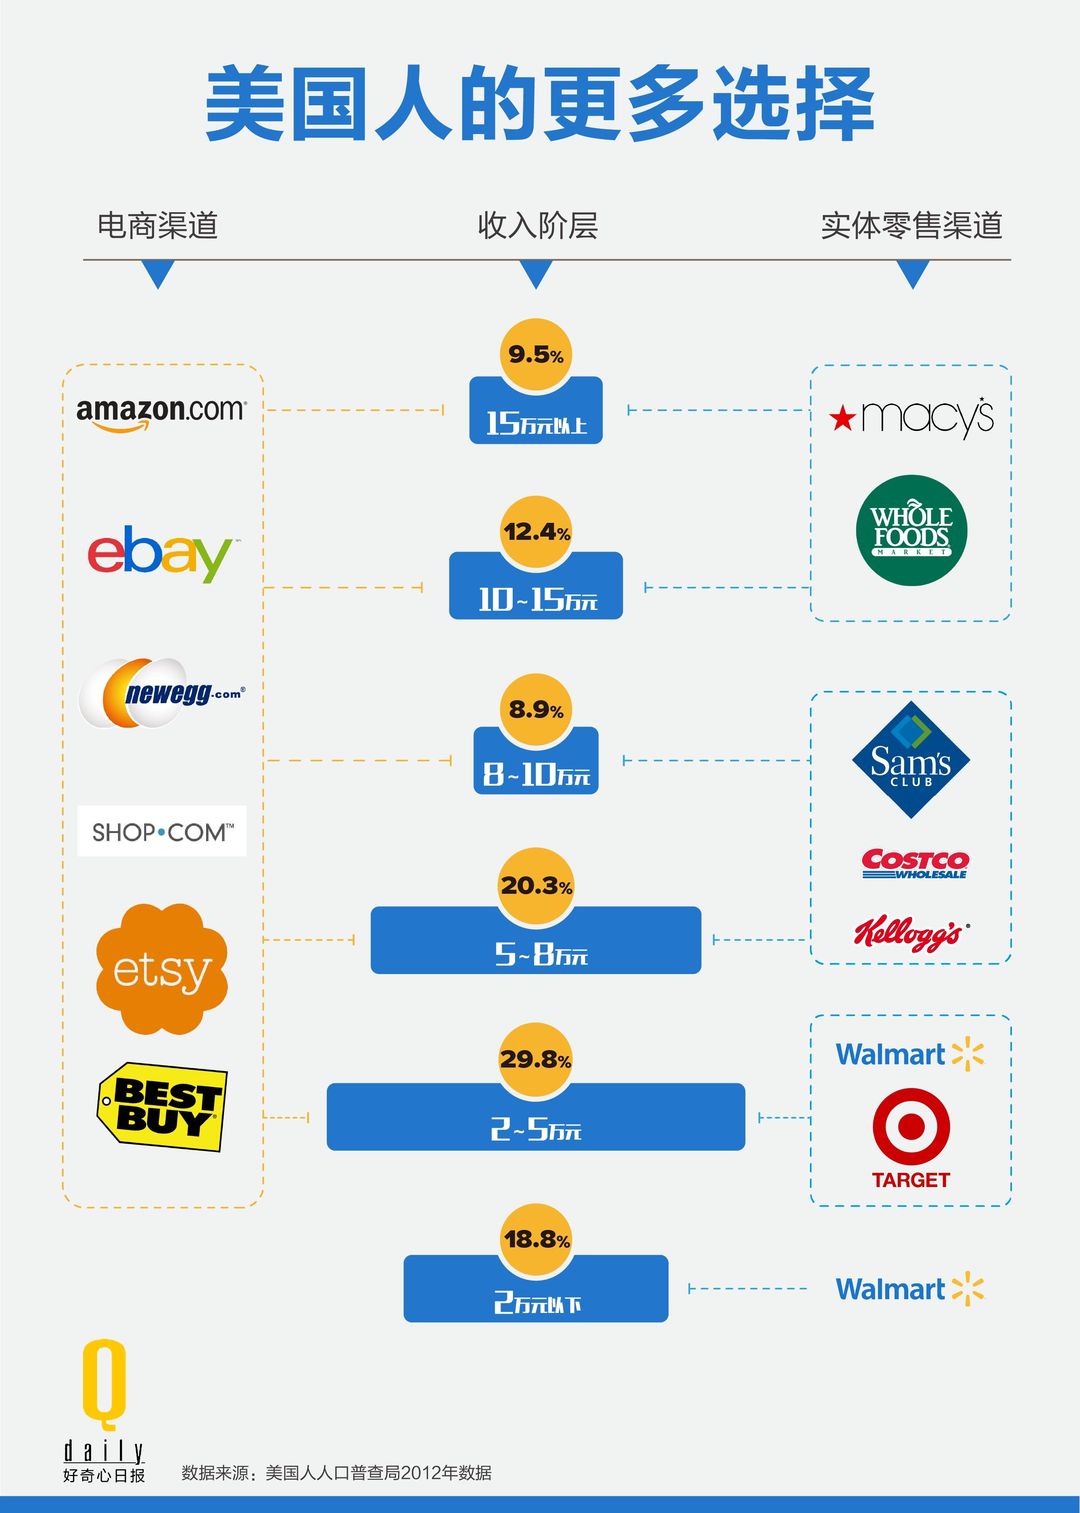 美国人的更多选择
电商渠道
收入阶层
实体零售渠道
9.5%
15万元以上
amazon.com®
macy's
WHOLE
FOODS
MARKET
12.4%
10~15万元
ebay™
newegg.com®
8.9%
8~10万元
Sam's
CLUB
SHOP•COM™
COSTCO
WHOLESALE
20.3%
5~8万元
Kellogg's®
etsy
29.8%
2~5万元
Walmart
BEST
BUY
TARGET
18.8%
2万元以下
Walmart
Q
daily
好奇心日报
数据来源：美国人人口普查局2012年数据